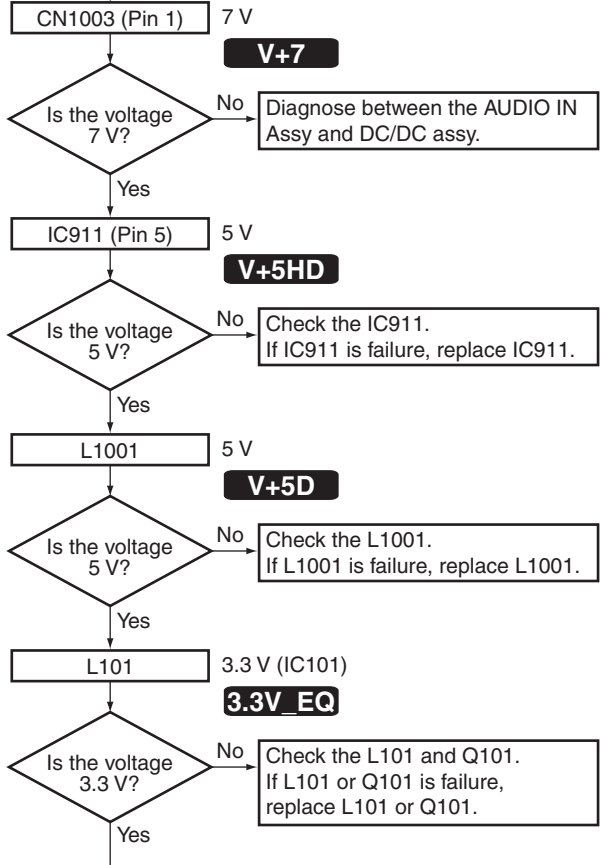 CN1003 (Pin 1)
7 V
V+7
Is the voltage
7 V?
No
Diagnose between the AUDIO IN
Assy and DC/DC assy.
Yes
IC911 (Pin 5)
5 V
V+5HD
Is the voltage
5 V?
No
Check the IC911.
If IC911 is failure, replace IC911.
Yes
L1001
5 V
V+5D
Is the voltage
5 V?
No
Check the L1001.
If L1001 is failure, replace L1001.
Yes
L101
3.3 V (IC101)
3.3V_EQ
Is the voltage
3.3 V?
No
Check the L101 and Q101.
If L101 or Q101 is failure,
replace L101 or Q101.
Yes